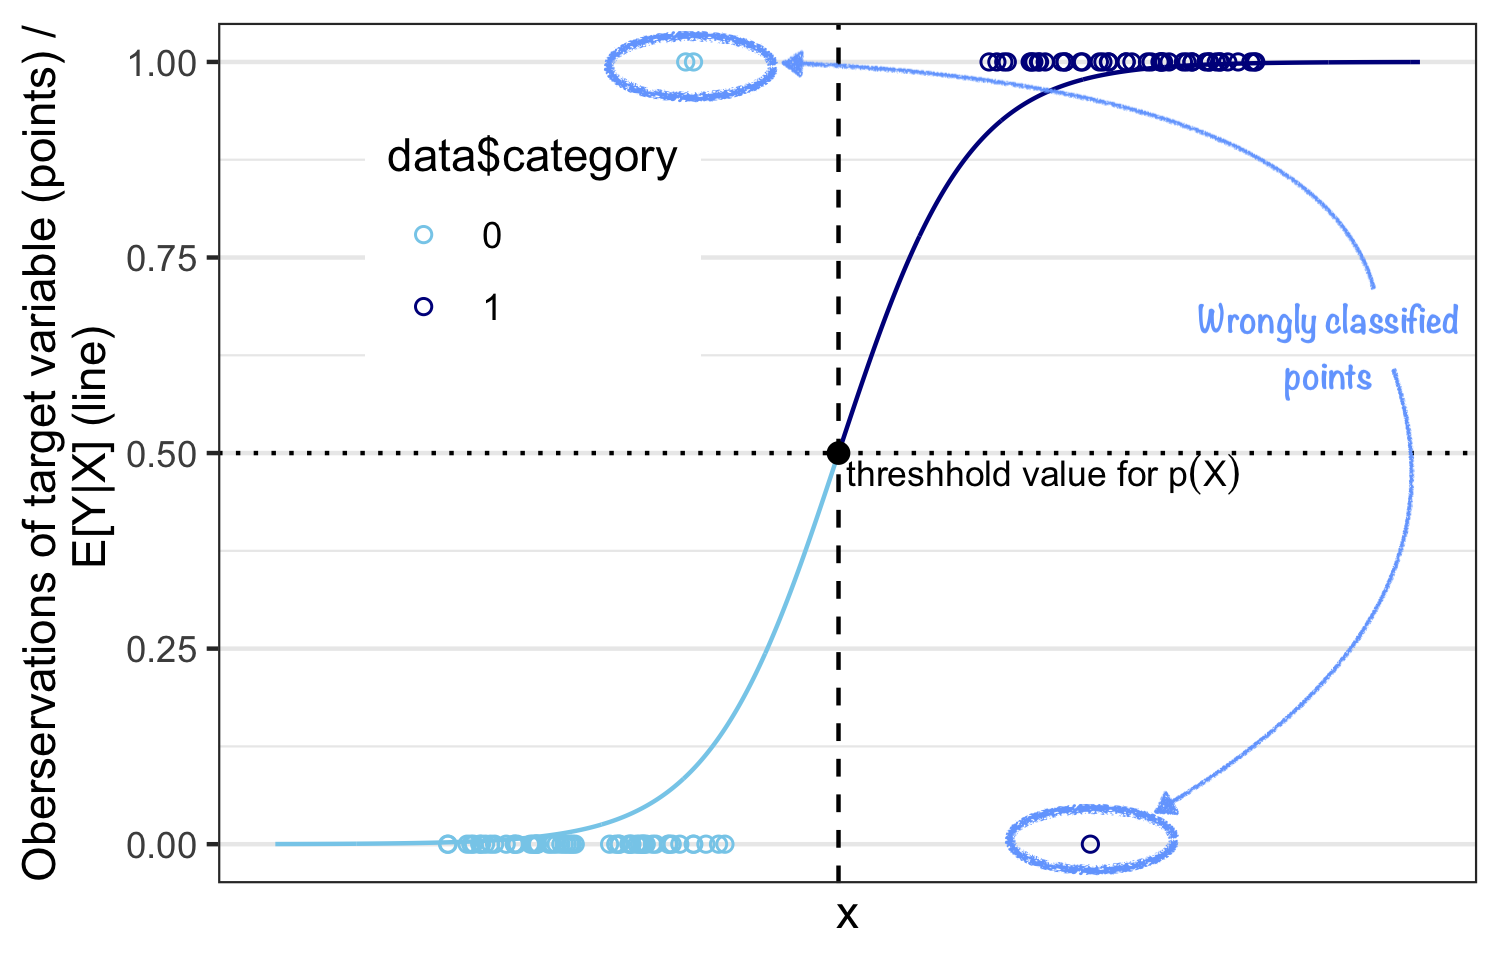 Oberservations of target variable (points) /
E[Y|X] (line)
1.00
0.75
0.50
0.25
0.00
data$category
0
1
Wrongly classified
points
threshhold value for p(X)
x